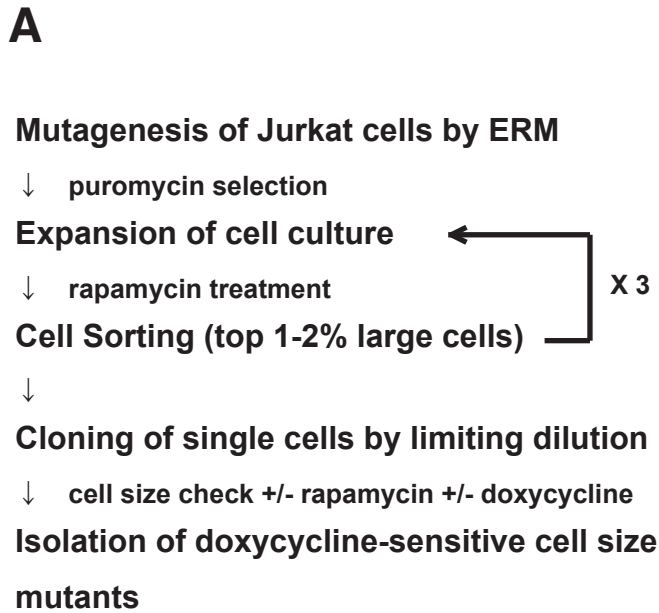 A
Mutagenesis of Jurkat cells by ERM
↓ puromycin selection
Expansion of cell culture
↓ rapamycin treatment
X 3
Cell Sorting (top 1-2% large cells)
↓
Cloning of single cells by limiting dilution
↓ cell size check +/- rapamycin +/- doxycycline
Isolation of doxycycline-sensitive cell size
mutants